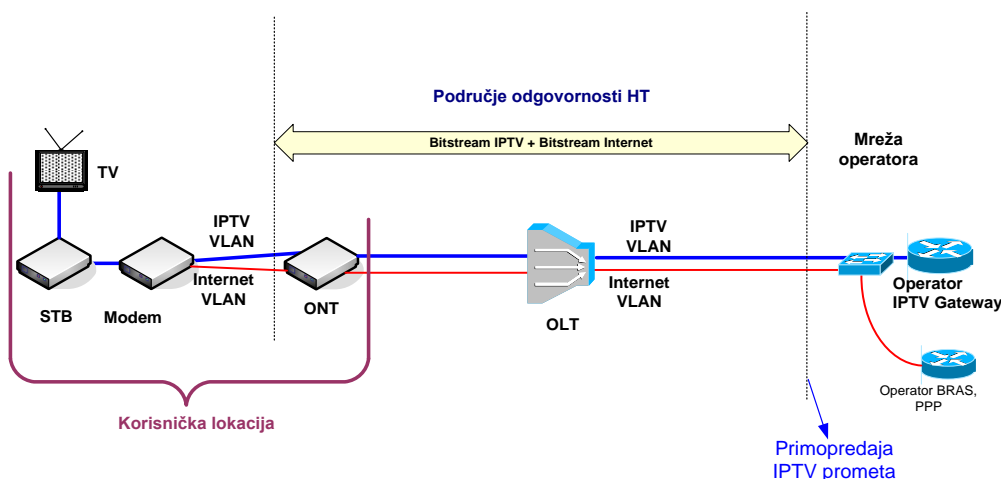 Područje odgovornosti HT
Bitstream IPTV + Bitstream Internet
Mreža
operatora
TV
IPTV
VLAN
Internet
VLAN
STB
Modem
ONT
OLT
IPTV
VLAN
Internet
VLAN
Operator
IPTV Gateway
Operator BRAS,
PPP
Korisnička lokacija
Primopredaja
IPTV prometa